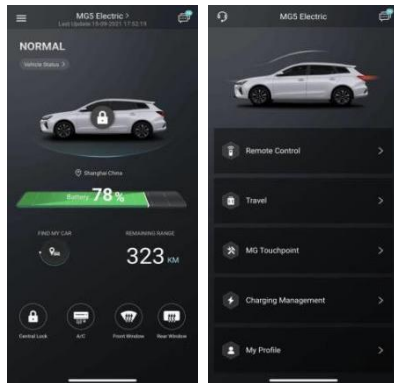 MG5 Electric >
Last Update:19-09-2021 17:02:19
NORMAL
Vehicle Status >
Shanghai China
Battery 78%
FIND MY CAR
REMAINING RANGE
323 KM
Central Lock
A/C
Front Window
Rear Window
MG5 Electric
Remote Control >
Travel >
MG Touchpoint >
Charging Management >
My Profile >